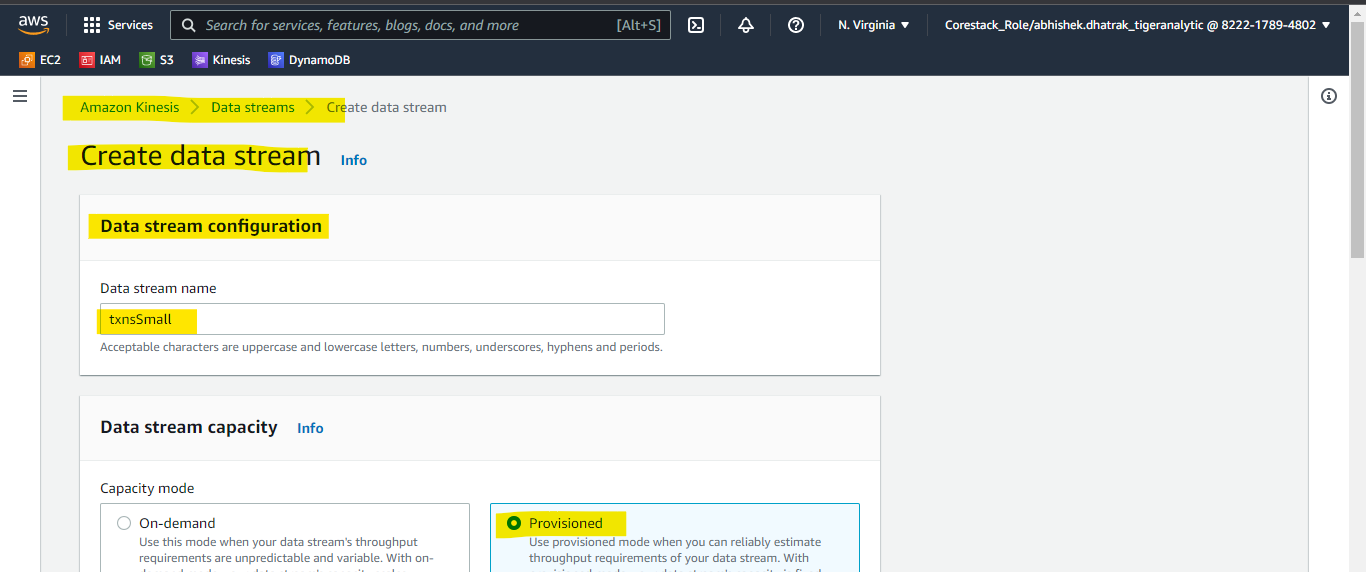 aws Services Search for services, features, blogs, docs, and more [Alt+S] N. Virginia Corestack_Role/abhishek.dhatrak_tigeranalytic @ 8222-1789-4802
EC2 IAM S3 Kinesis DynamoDB
Amazon Kinesis Data streams Create data stream
Create data stream Info
Data stream configuration
Data stream name
txnsSmall
Acceptable characters are uppercase and lowercase letters, numbers, underscores, hyphens and periods.
Data stream capacity Info
Capacity mode
On-demand
Use this mode when your data stream's throughput
requirements are unpredictable and variable. With on-
Provisioned
Use provisioned mode when you can reliably estimate
throughput requirements of your data stream. With